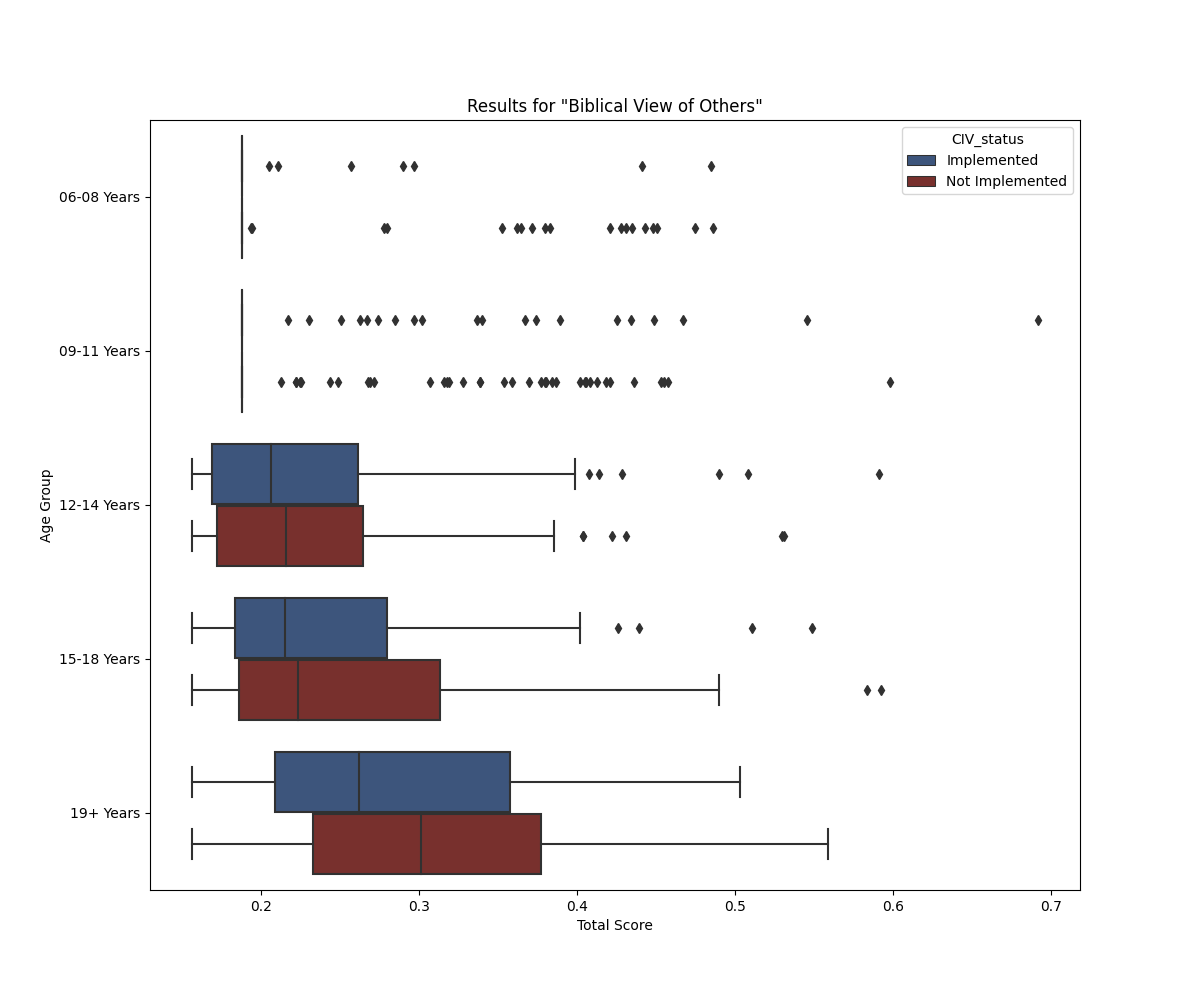 Results for "Biblical View of Others"
CIV_status
Implemented
Not Implemented
06-08 Years
09-11 Years
12-14 Years
15-18 Years
19+ Years
Age Group
0.2 0.3 0.4 0.5 0.6 0.7
Total Score